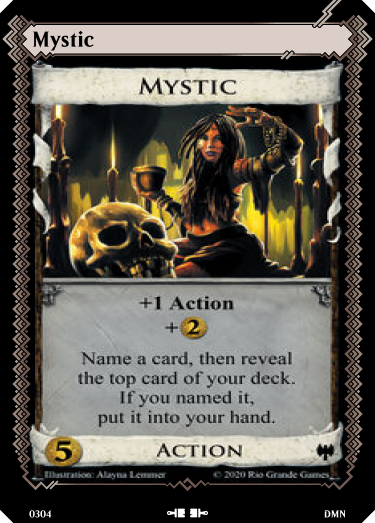 Mystic
MYSTIC
+1 Action
+2
Name a card, then reveal
the top card of your deck.
If you named it,
put it into your hand.
5 ACTION
Illustration: Alayna Lemmer © 2020 Rio Grande Games
0304 DMN